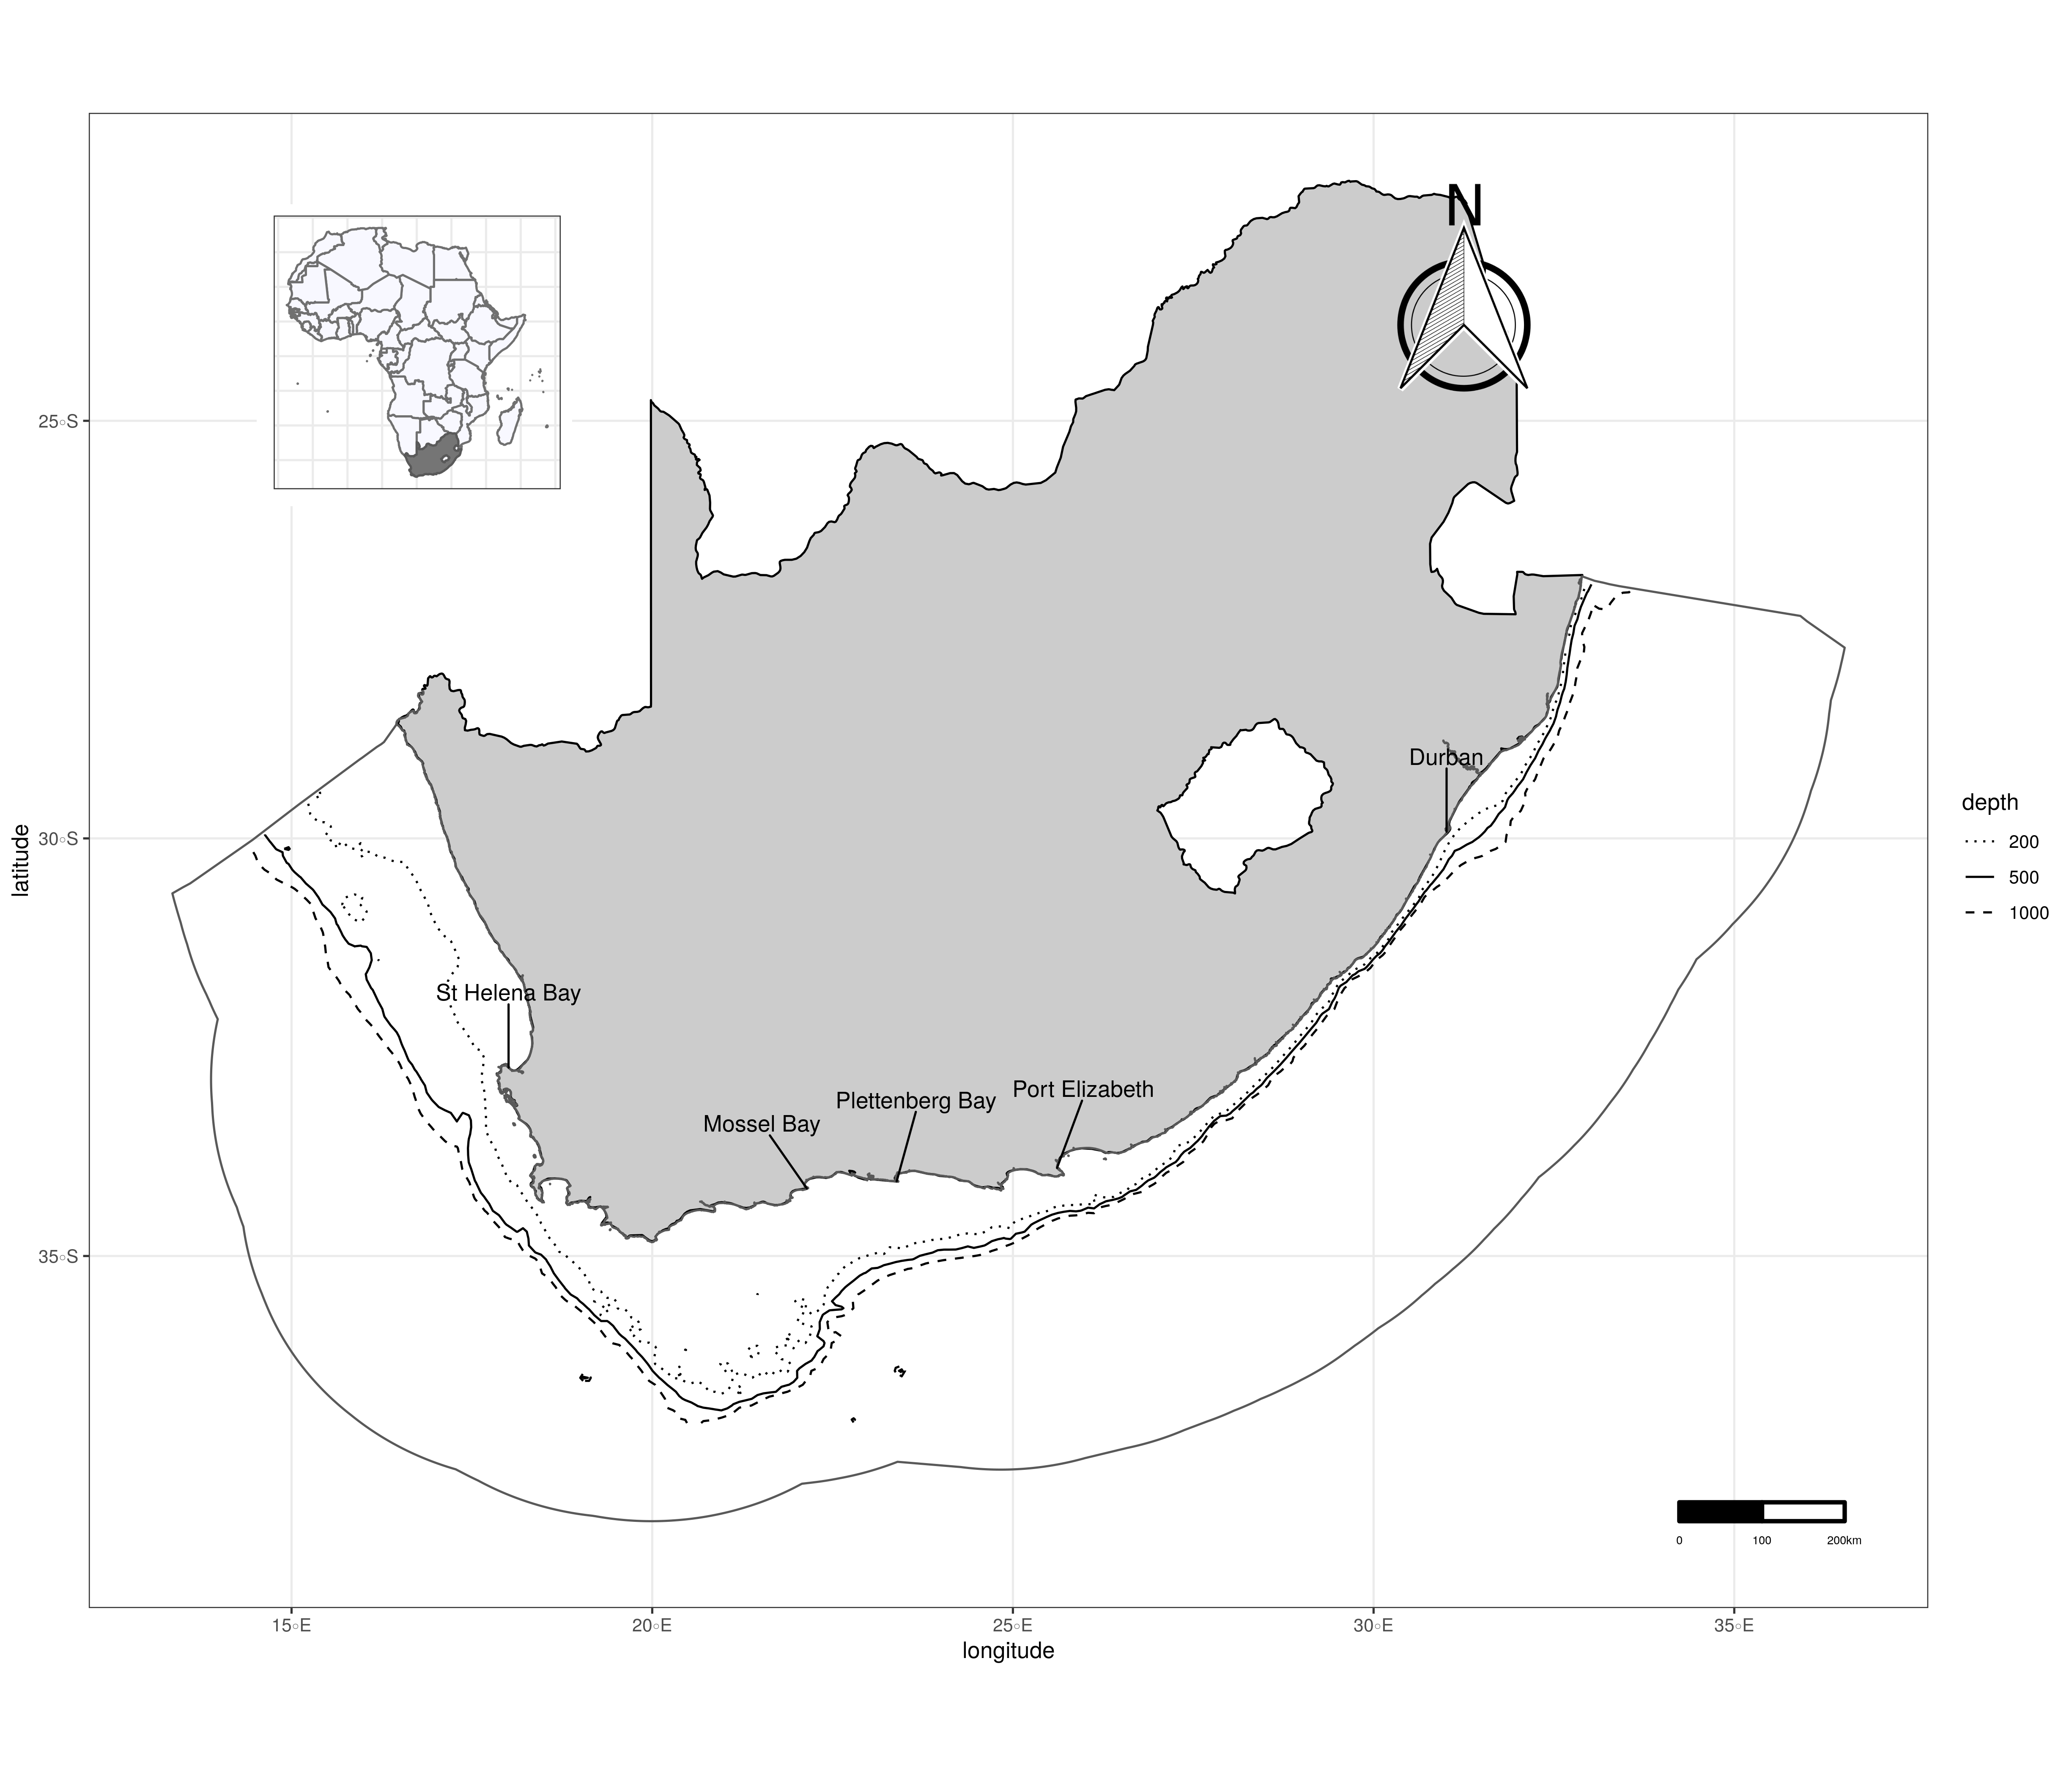 N
25°S
30°S
35°S
latitude
Durban
St Helena Bay
Port Elizabeth
Plettenberg Bay
Mossel Bay
depth
200
500
1000
0 100 200km
15°E 20°E 25°E 30°E 35°E
longitude